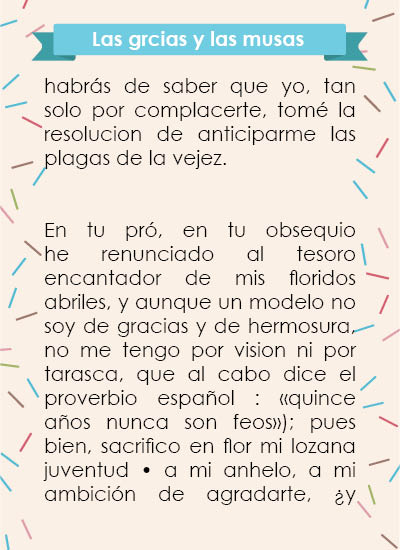 Las grcias y las musas
habrás de saber que yo, tan
solo por complacerte, tomé la
resolucion de anticiparme las
plagas de la vejez.
En tu pró, en tu obsequio
he renunciado al tesoro
encantador de mis floridos
abriles, y aunque un modelo no
soy de gracias y de hermosura,
no me tengo por vision ni por
tarasca, que al cabo dice el
proverbio español : «quince
años nunca son feos»); pues
bien, sacrifico en flor mi lozana
juventud • a mi anhelo, a mi
ambición de agradarte, ¿y